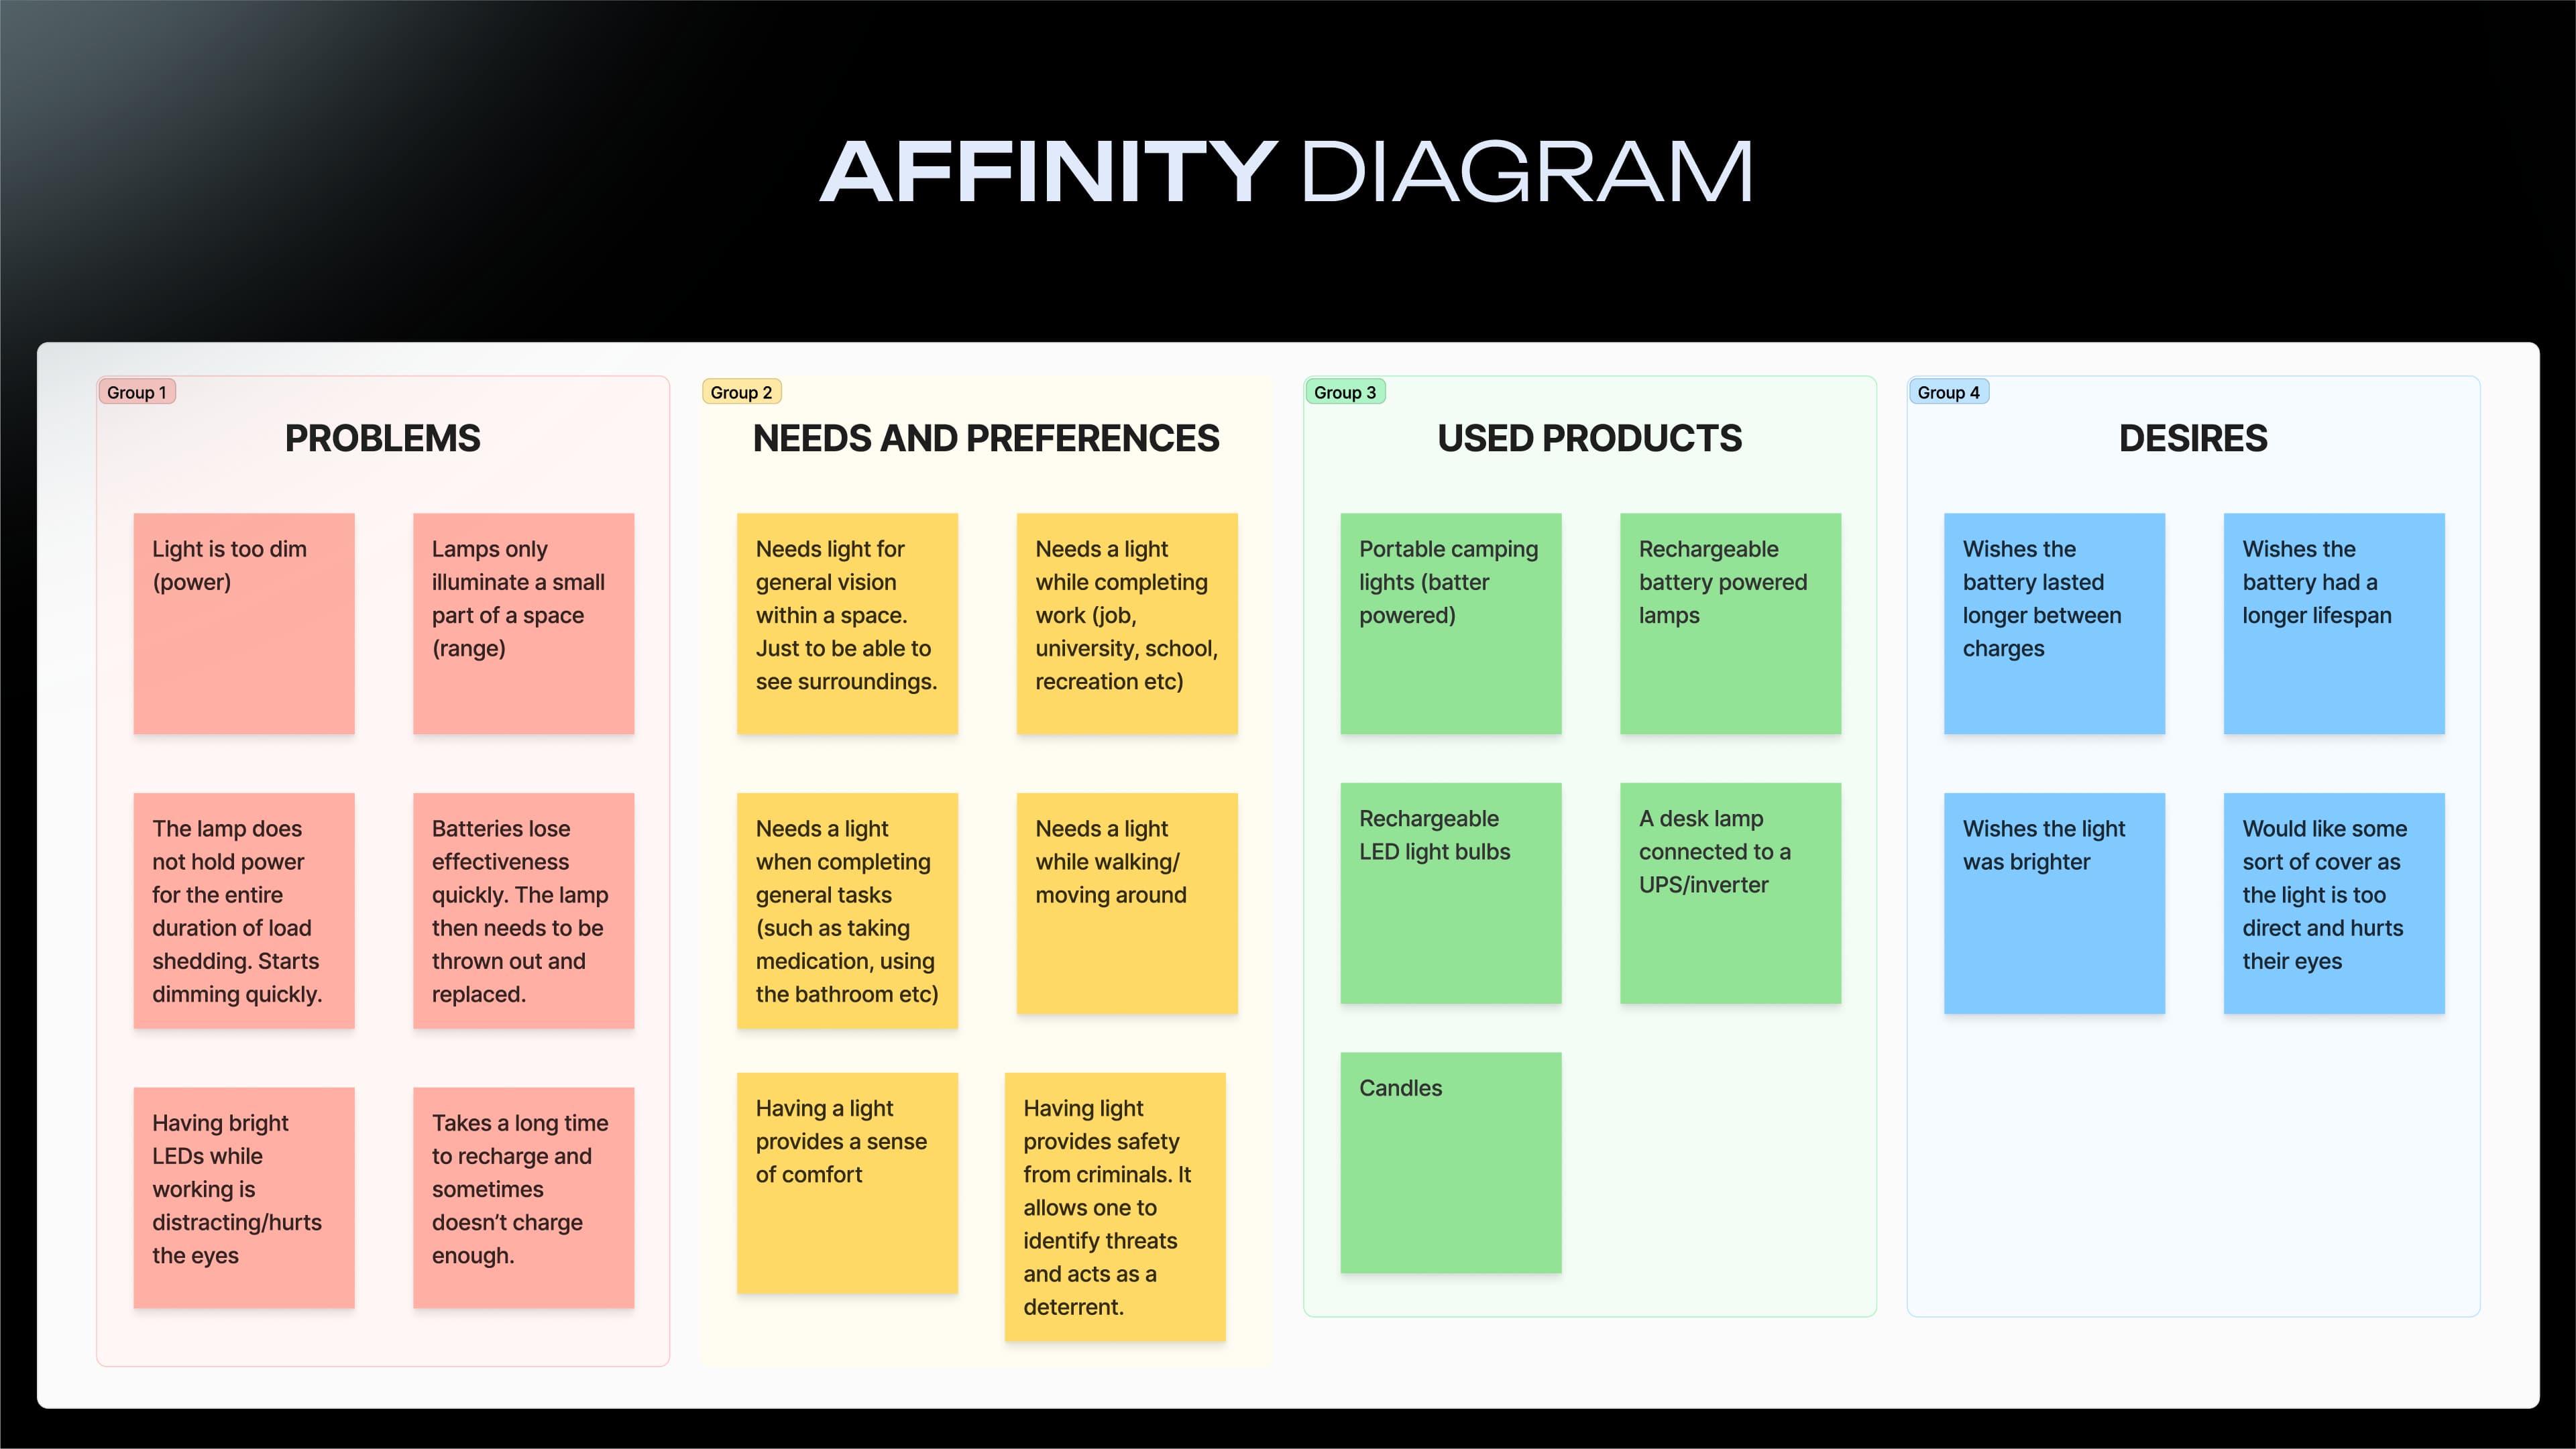 AFFINITY DIAGRAM
Group 1
PROBLEMS
Light is too dim
(power)
Lamps only
illuminate a small
part of a space
(range)
The lamp does
not hold power
for the entire
duration of load
shedding. Starts
dimming quickly.
Batteries lose
effectiveness
quickly. The lamp
then needs to be
thrown out and
replaced.
Having bright
LEDs while
working is
distracting/hurts
the eyes
Takes a long time
to recharge and
sometimes
doesn’t charge
enough.
Group 2
NEEDS AND PREFERENCES
Needs light for
general vision
within a space.
Just to be able to
see surroundings.
Needs a light
while completing
work (job,
university, school,
recreation etc)
Needs a light
when completing
general tasks
(such as taking
medication, using
the bathroom etc)
Needs a light
while walking/
moving around
Having a light
provides a sense
of comfort
Having light
provides safety
from criminals. It
allows one to
identify threats
and acts as a
deterrent.
Group 3
USED PRODUCTS
Portable camping
lights (batter
powered)
Rechargeable
battery powered
lamps
Rechargeable
LED light bulbs
A desk lamp
connected to a
UPS/inverter
Candles
Group 4
DESIRES
Wishes the
battery lasted
longer between
charges
Wishes the
battery had a
longer lifespan
Wishes the light
was brighter
Would like some
sort of cover as
the light is too
direct and hurts
their eyes